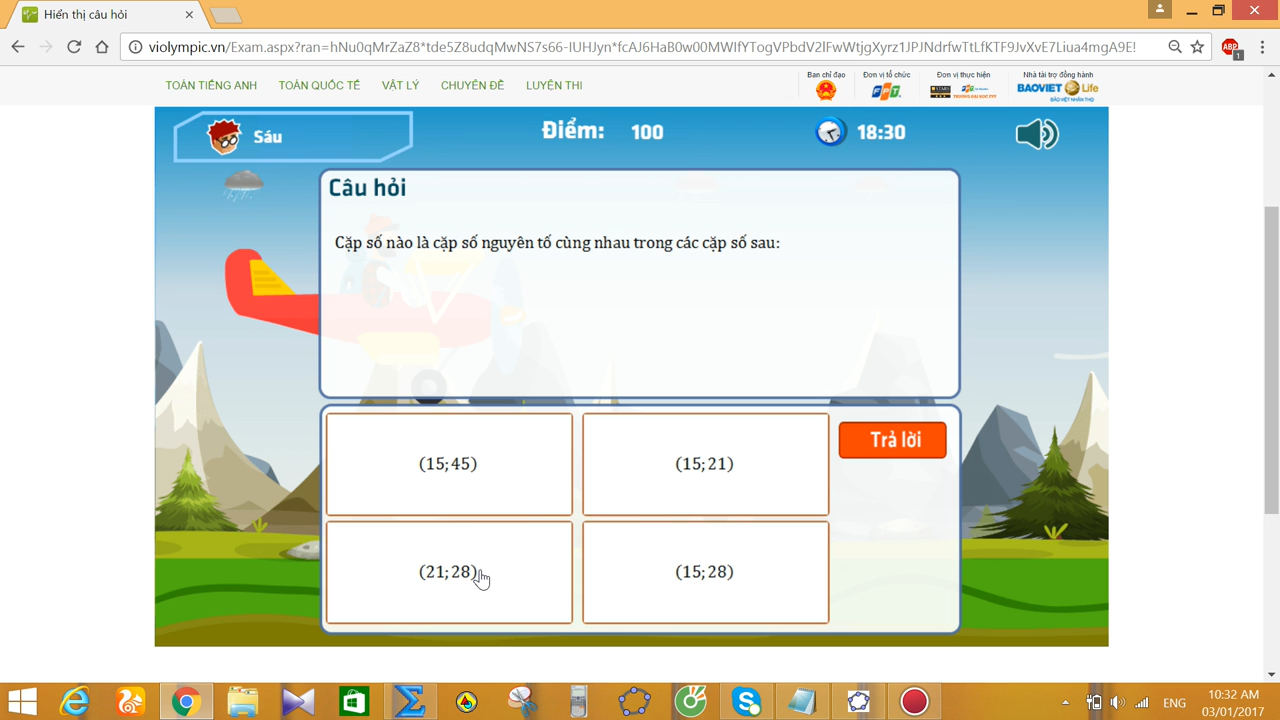 Hiển thị câu hỏi
violympic.vn/Exam.aspx?ran=hNu0qMrZaZ8*tde5Z8udqMwNS7s66-IUHJyn*fcAJ6HaB0w00MWIfYTogVPbdV2lFwWtjgXyrz1JPJNdrfwTtLfKTF9JvXvE7Liua4mgA9E!
ABP
1
TOÁN TIẾNG ANH
TOÁN QUỐC TẾ
VẬT LÝ
CHUYÊN ĐỀ
LUYỆN THI
Ban chỉ đạo
Đơn vị tổ chức
Đơn vị thực hiện
Nhà tài trợ đồng hành
FPT
BAOVIET Life
Sáu
Điểm: 100
18:30
Câu hỏi
Cặp số nào là cặp số nguyên tố cùng nhau trong các cặp số sau:
(15;45)
(15;21)
Trả lời
(21;28)
(15;28)
ENG
10:32 AM
03/01/2017